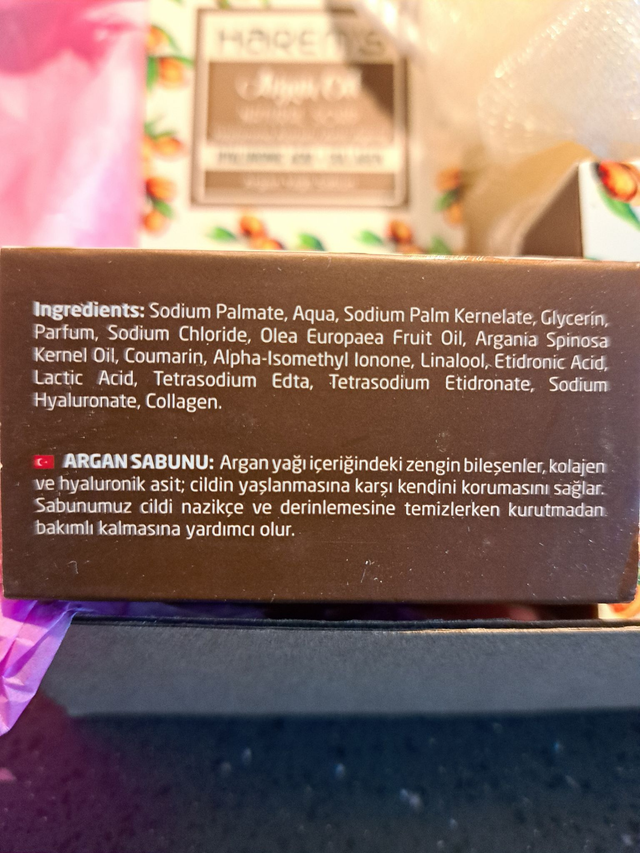 HAREM'S
Argan Oil
NATURAL SOAP
Ingredients: Sodium Palmate, Aqua, Sodium Palm Kernelate, Glycerin,
Parfum, Sodium Chloride, Olea Europaea Fruit Oil, Argania Spinosa
Kernel Oil, Coumarin, Alpha-Isomethyl Ionone, Linalool, Etidronic Acid,
Lactic Acid, Tetrasodium Edta, Tetrasodium Etidronate, Sodium
Hyaluronate, Collagen.
ARGAN SABUNU: Argan yağı içeriğindeki zengin bileşenler, kolajen
ve hyaluronik asit; cildin yaşlanmasına karşı kendini korumasını sağlar.
Sabunumuz cildi nazikçe ve derinlemesine temizlerken kurutmadan
bakımlı kalmasına yardımcı olur.